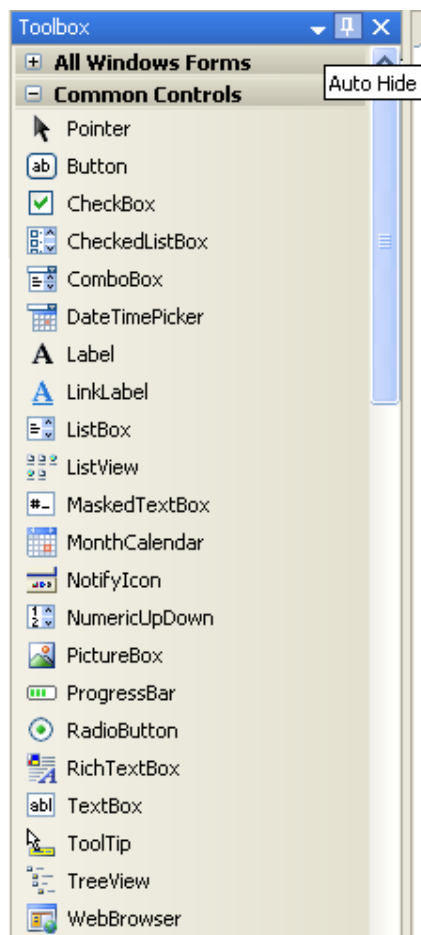 Toolbox
All Windows Forms
Auto Hide
Common Controls
Pointer
Button
CheckBox
CheckedListBox
ComboBox
DateTimePicker
Label
LinkLabel
ListBox
ListView
MaskedTextBox
MonthCalendar
NotifyIcon
NumericUpDown
PictureBox
ProgressBar
RadioButton
RichTextBox
TextBox
ToolTip
TreeView
WebBrowser